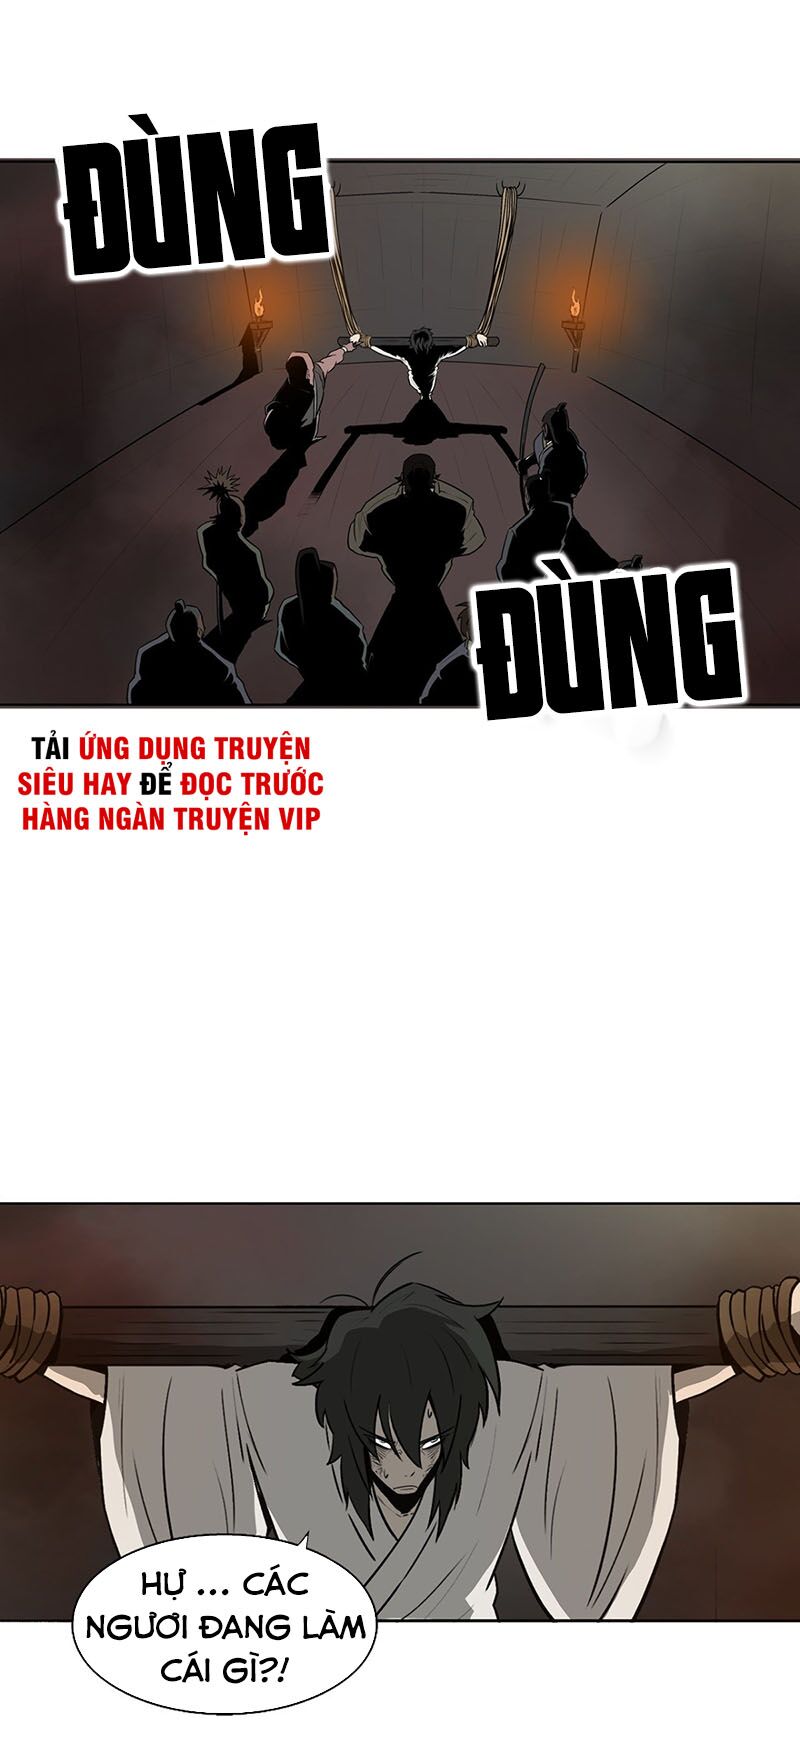 ĐÙNG
ĐÙNG
TẢI ỨNG DỤNG TRUYỆN
SIÊU HAY ĐỂ ĐỌC TRƯỚC
HÀNG NGÀN TRUYỆN VIP
HỰ ... CÁC
NGƯƠI ĐANG LÀM
CÁI GÌ?!